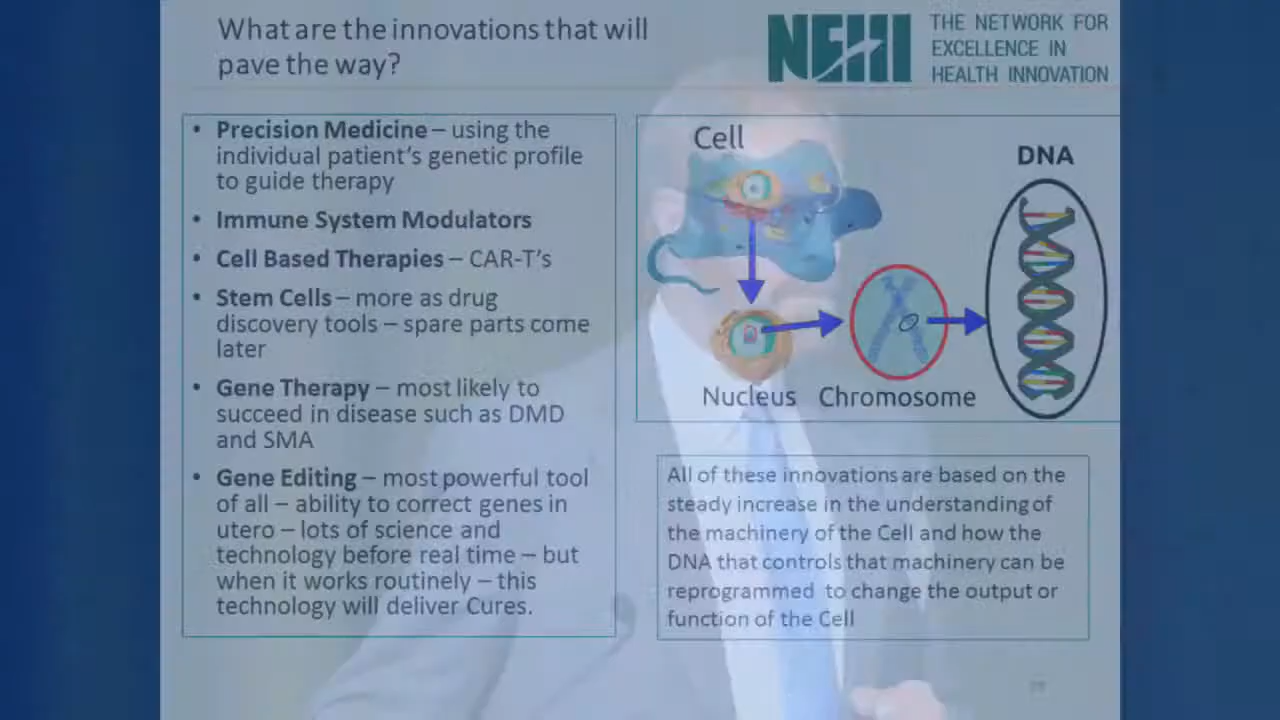 What are the innovations that will
pave the way?
NEHI
THE NETWORK FOR
EXCELLENCE IN
HEALTH INNOVATION
• Precision Medicine – using the
individual patient's genetic profile
to guide therapy
• Immune System Modulators
• Cell Based Therapies – CAR-T's
• Stem Cells – more as drug
discovery tools – spare parts come
later
• Gene Therapy – most likely to
succeed in disease such as DMD
and SMA
• Gene Editing – most powerful tool
of all – ability to correct genes in
utero – lots of science and
technology before real time – but
when it works routinely – this
technology will deliver Cures.
Cell
DNA
Nucleus
Chromosome
All of these innovations are based on the
steady increase in the understanding of
the machinery of the Cell and how the
DNA that controls that machinery can be
reprogrammed to change the output or
function of the Cell